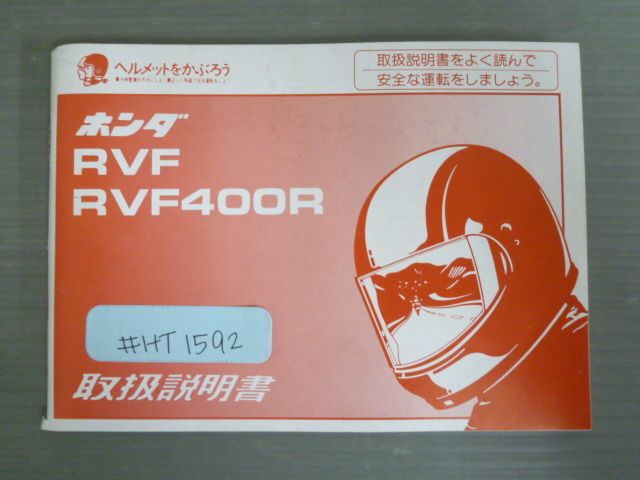 ヘルメットをかぶろう
取扱説明書をよく読んで
安全な運転をしましょう。
ホンダ
RVF
RVF400R
#HT 1592
取扱説明書